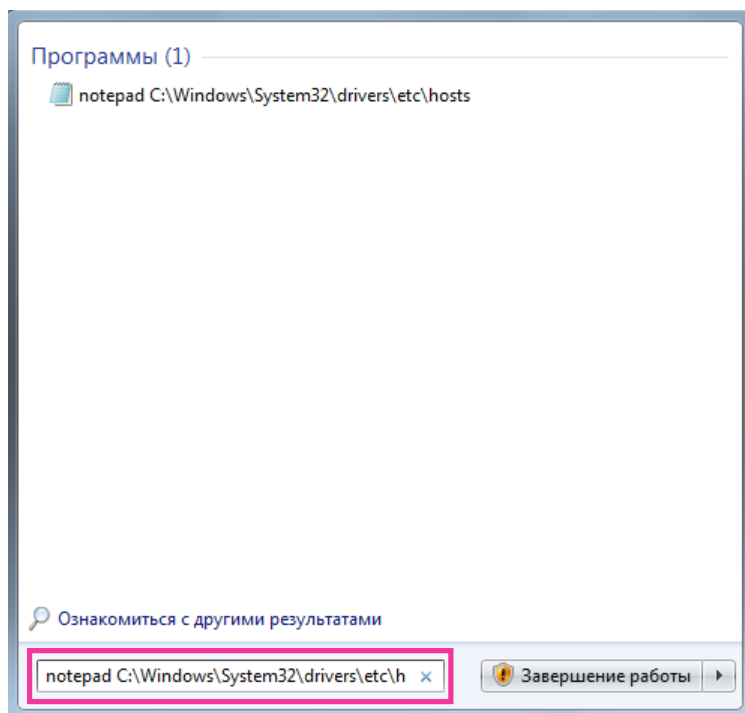 Программы (1)
notepad C:\Windows\System32\drivers\etc\hosts
Ознакомиться с другими результатами
notepad C:\Windows\System32\drivers\etc\h
Завершение работы